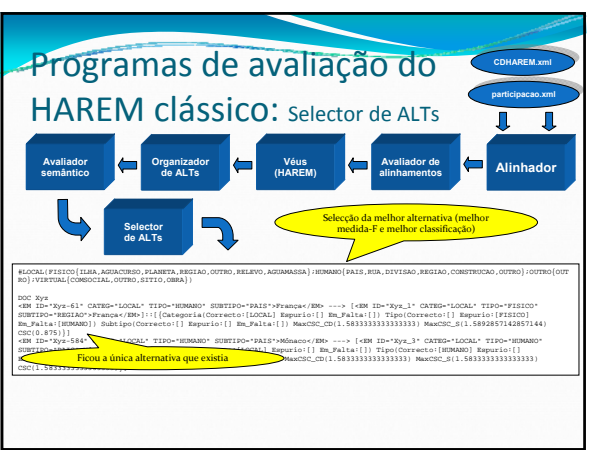 Programas de avaliação do
HAREM clássico: Selector de ALTs
CDHAREM.xml
participacao.xml
Avaliador
semântico
Organizador
de ALTs
Véus
(HAREM)
Avaliador de
alinhamentos
Alinhador
Selector
de ALTs
Selecção da melhor alternativa (melhor
medida-F e melhor classificação)
#LOCAL(FISICO{ILHA,AGUACURSO,PLANETA,REGIAO,OUTRO,RELEVO,AGUAMASSA};HUMANO{PAIS,RUA,DIVISAO,REGIAO,CONSTRUCAO,OUTRO};OUTRO{OUT
RO};VIRTUAL{COMSOCIAL,OUTRO,SITIO,OBRA})
DOC Xyz
<EM ID="Xyz-61" CATEG="LOCAL" TIPO="HUMANO" SUBTIPO="PAIS">França</EM> ---> [<EM ID="Xyz_1" CATEG="LOCAL" TIPO="FISICO"
SUBTIPO="REGIAO">França</EM>]::[{Categoria(Correcto:[LOCAL] Espurio:[] Em_Falta:[]) Tipo(Correcto:[] Espurio:[FISICO]
Em_Falta:[HUMANO]) Subtipo(Correcto:[] Espurio:[] Em_Falta:[]) MaxCSC_CD(1.5833333333333333) MaxCSC_S(1.5892857142857144)
CSC(0.875)}]
<EM ID="Xyz-584" "LOCAL" TIPO="HUMANO" SUBTIPO="PAIS">Mónaco</EM> ---> [<EM ID="Xyz_3" CATEG="LOCAL" TIPO="HUMANO"
[LOCAL] Espurio:[] Em_Falta:[]) Tipo(Correcto:[HUMANO] Espurio:[]
MaxCSC_CD(1.5833333333333333) MaxCSC_S(1.5833333333333333)
Ficou a única alternativa que existia